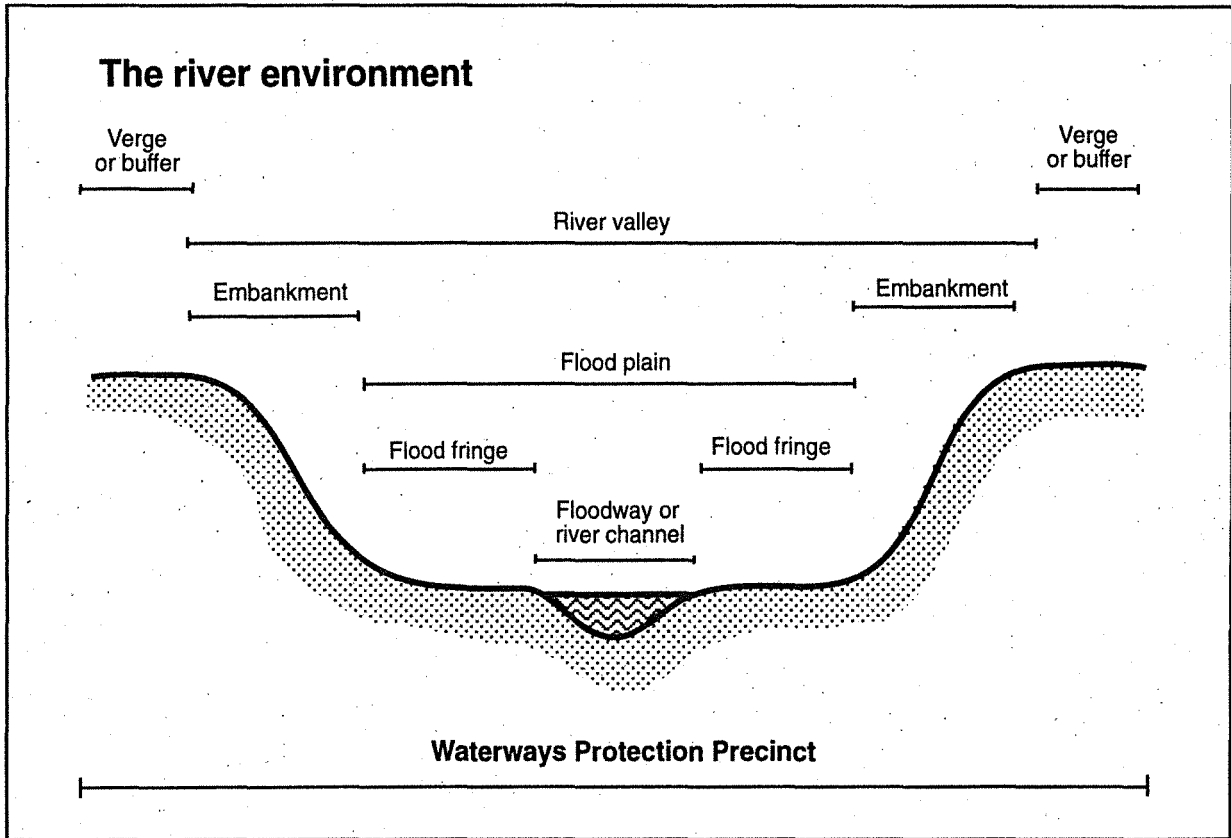 The river environment
Verge
or buffer
Verge
or buffer
River valley
Embankment
Embankment
Flood plain
Flood fringe
Flood fringe
Floodway or
river channel
Waterways Protection Precinct